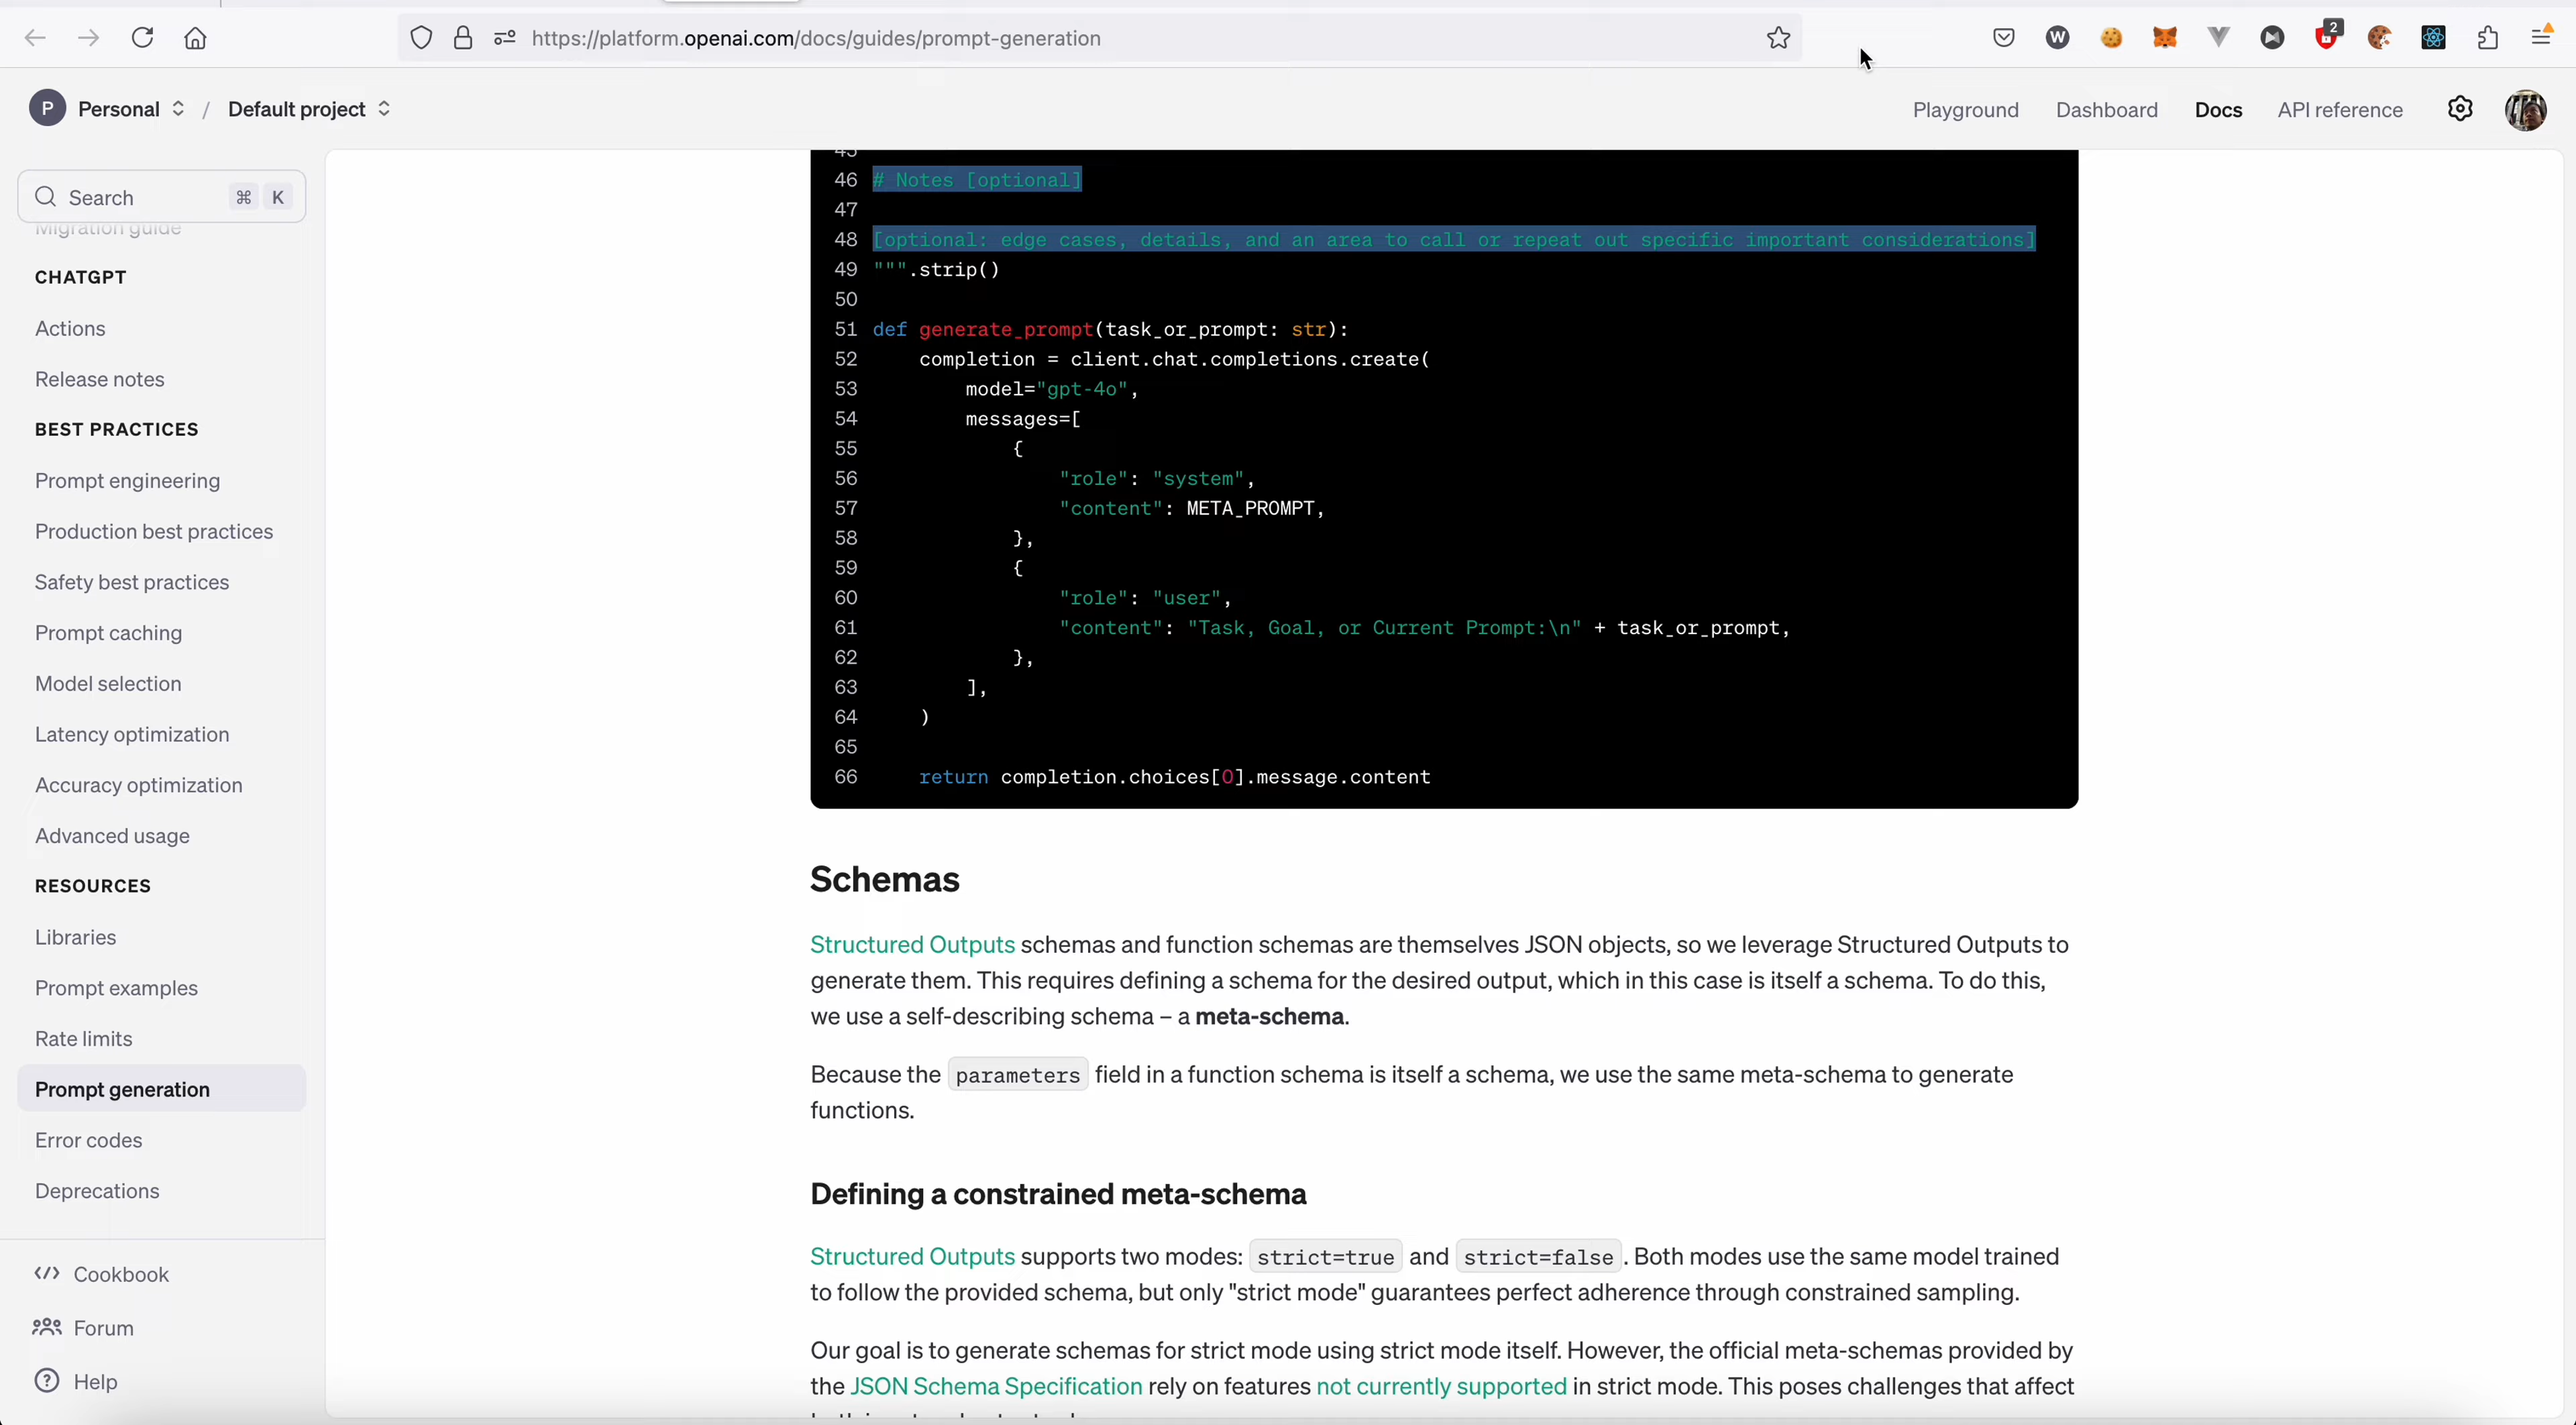 https://platform.openai.com/docs/guides/prompt-generation
W
2
P Personal / Default project
Playground Dashboard Docs API reference
Search ⌘ K
Migration guide
CHATGPT
Actions
Release notes
BEST PRACTICES
Prompt engineering
Production best practices
Safety best practices
Prompt caching
Model selection
Latency optimization
Accuracy optimization
Advanced usage
RESOURCES
Libraries
Prompt examples
Rate limits
Prompt generation
Error codes
Deprecations
Cookbook
Forum
Help
45
46 # Notes [optional]
47
48 [optional: edge cases, details, and an area to call or repeat out specific important considerations]
49 """.strip()
50
51 def generate_prompt(task_or_prompt: str):
52     completion = client.chat.completions.create(
53         model="gpt-4o",
54         messages=[
55             {
56                 "role": "system",
57                 "content": META_PROMPT,
58             },
59             {
60                 "role": "user",
61                 "content": "Task, Goal, or Current Prompt:\n" + task_or_prompt,
62             },
63         ],
64     )
65
66     return completion.choices[0].message.content
Schemas
Structured Outputs schemas and function schemas are themselves JSON objects, so we leverage Structured Outputs to
generate them. This requires defining a schema for the desired output, which in this case is itself a schema. To do this,
we use a self-describing schema – a meta-schema.
Because the parameters field in a function schema is itself a schema, we use the same meta-schema to generate
functions.
Defining a constrained meta-schema
Structured Outputs supports two modes: strict=true and strict=false. Both modes use the same model trained
to follow the provided schema, but only "strict mode" guarantees perfect adherence through constrained sampling.
Our goal is to generate schemas for strict mode using strict mode itself. However, the official meta-schemas provided by
the JSON Schema Specification rely on features not currently supported in strict mode. This poses challenges that affect